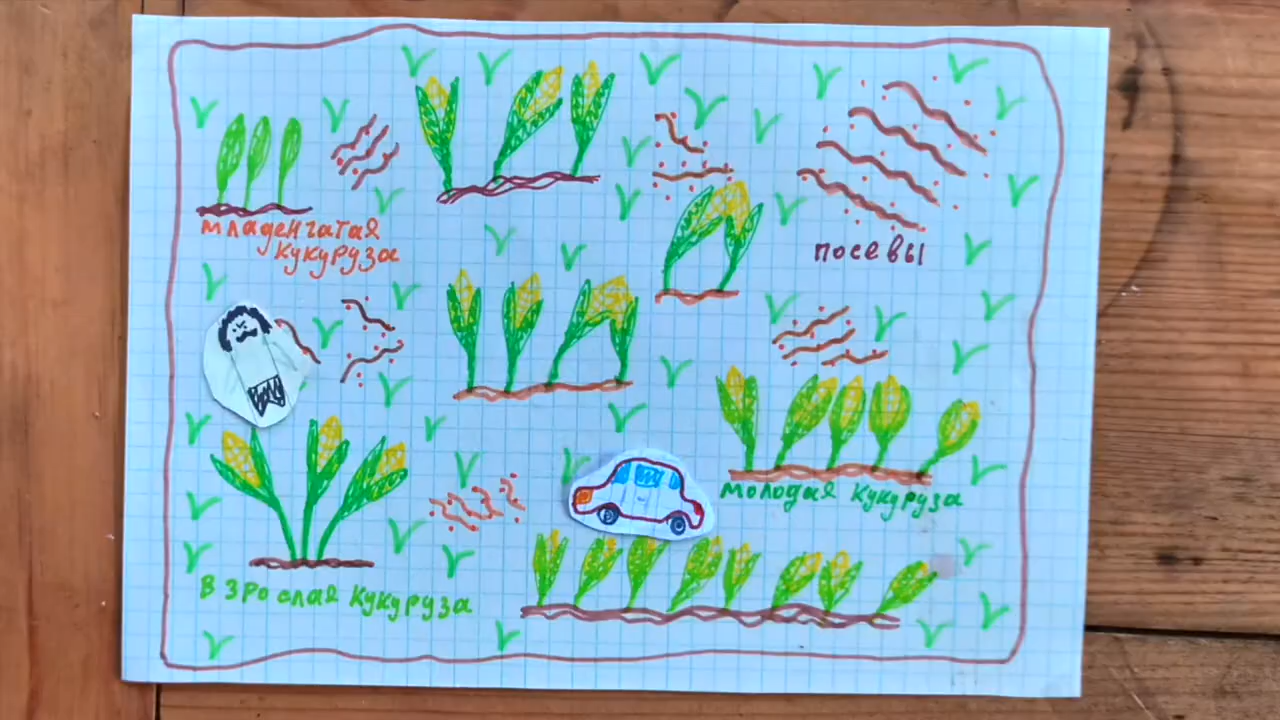 младенчатая
кукуруза
посевы
молодая кукуруза
взрослая кукуруза